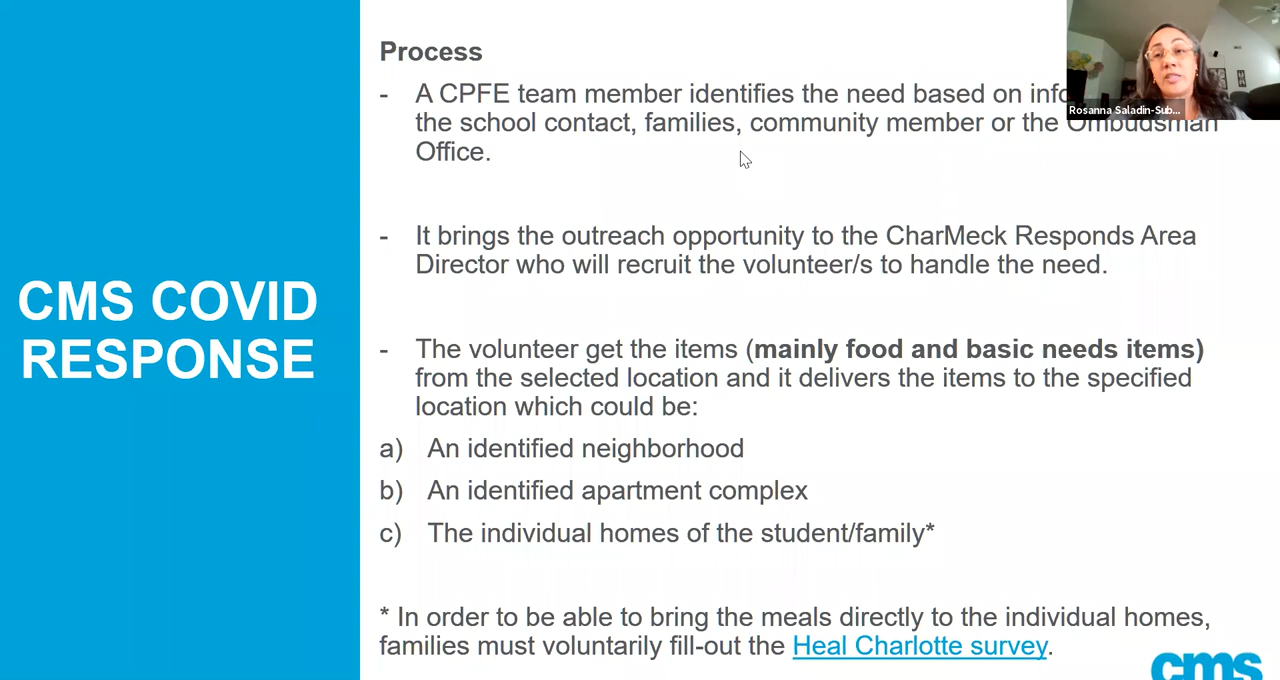 CMS COVID
RESPONSE
Process
- A CPFE team member identifies the need based on
the school contact, families, community member or the Ombudsman
Office.
- It brings the outreach opportunity to the CharMeck Responds Area
Director who will recruit the volunteer/s to handle the need.
- The volunteer get the items (mainly food and basic needs items)
from the selected location and it delivers the items to the specified
location which could be:
a) An identified neighborhood
b) An identified apartment complex
c) The individual homes of the student/family*
* In order to be able to bring the meals directly to the individual homes,
families must voluntarily fill-out the Heal Charlotte survey.
Rosanna Saladin-Sub...
cms